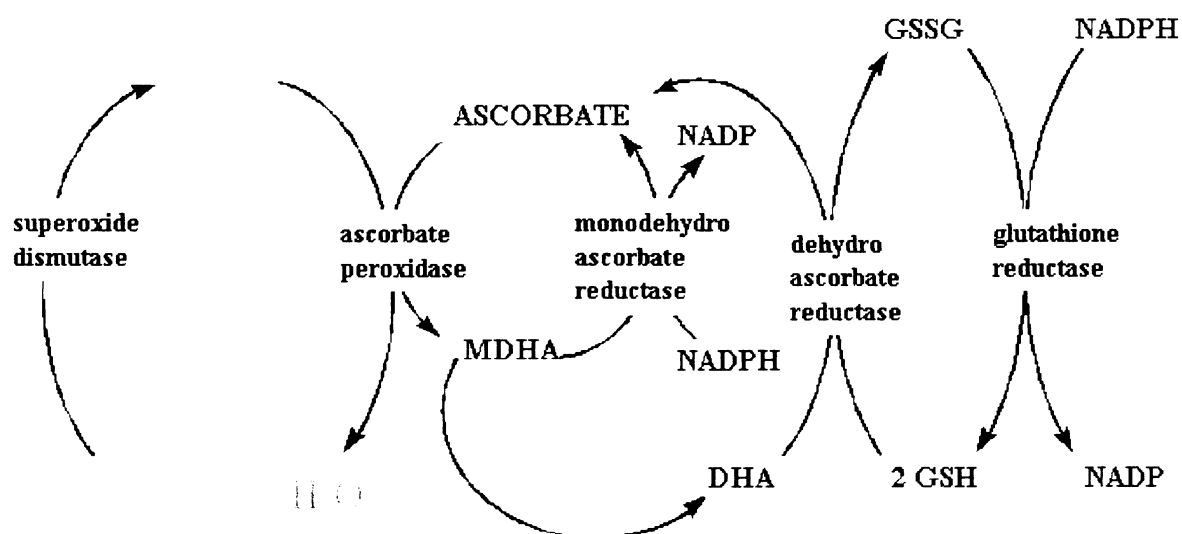 GSSG NADPH
ASCORBATE
NADP
superoxide
dismutase
ascorbate
peroxidase
monodehydro
ascorbate
reductase
dehydro
ascorbate
reductase
glutathione
reductase
MDHA
NADPH
DHA
2 GSH
NADP